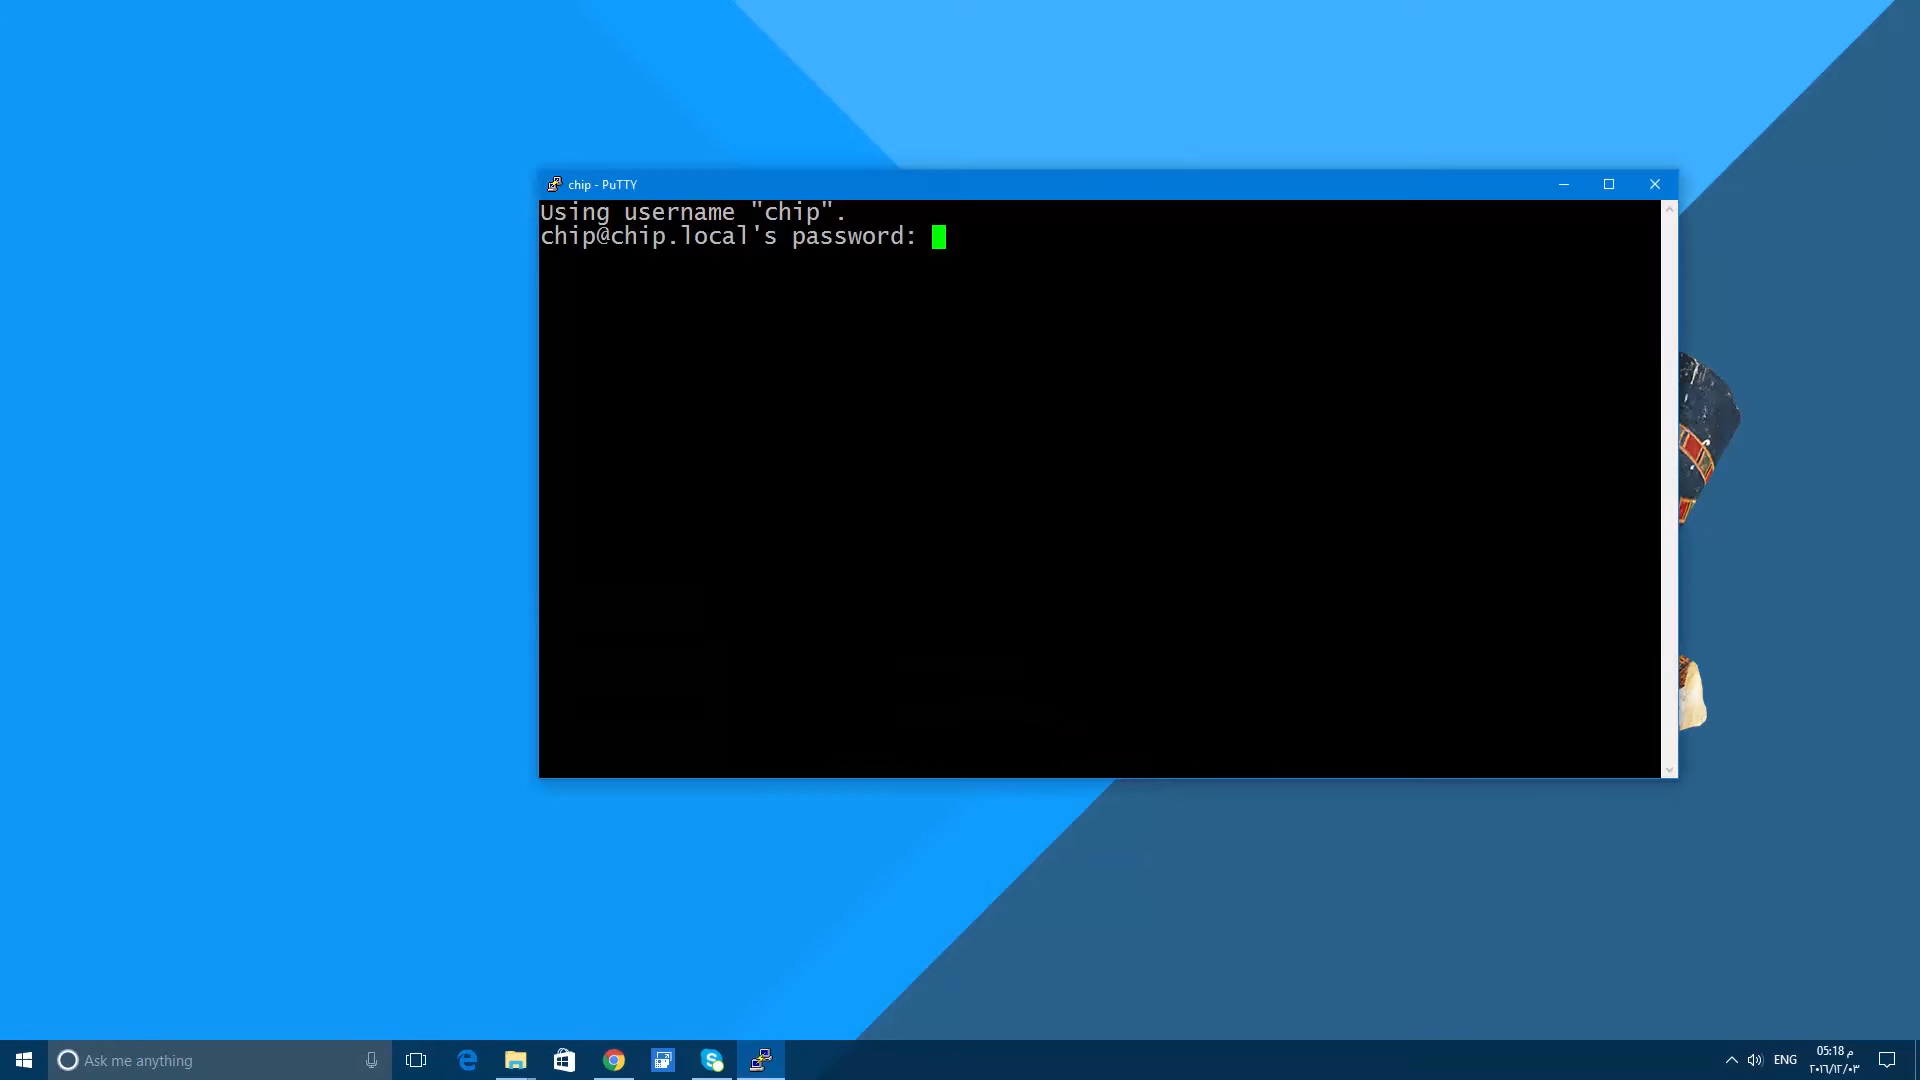 chip - PuTTY
Using username "chip".
chip@chip.local's password:
Ask me anything
ENG
05:18 م
٢٠١٦/١٢/٠٣